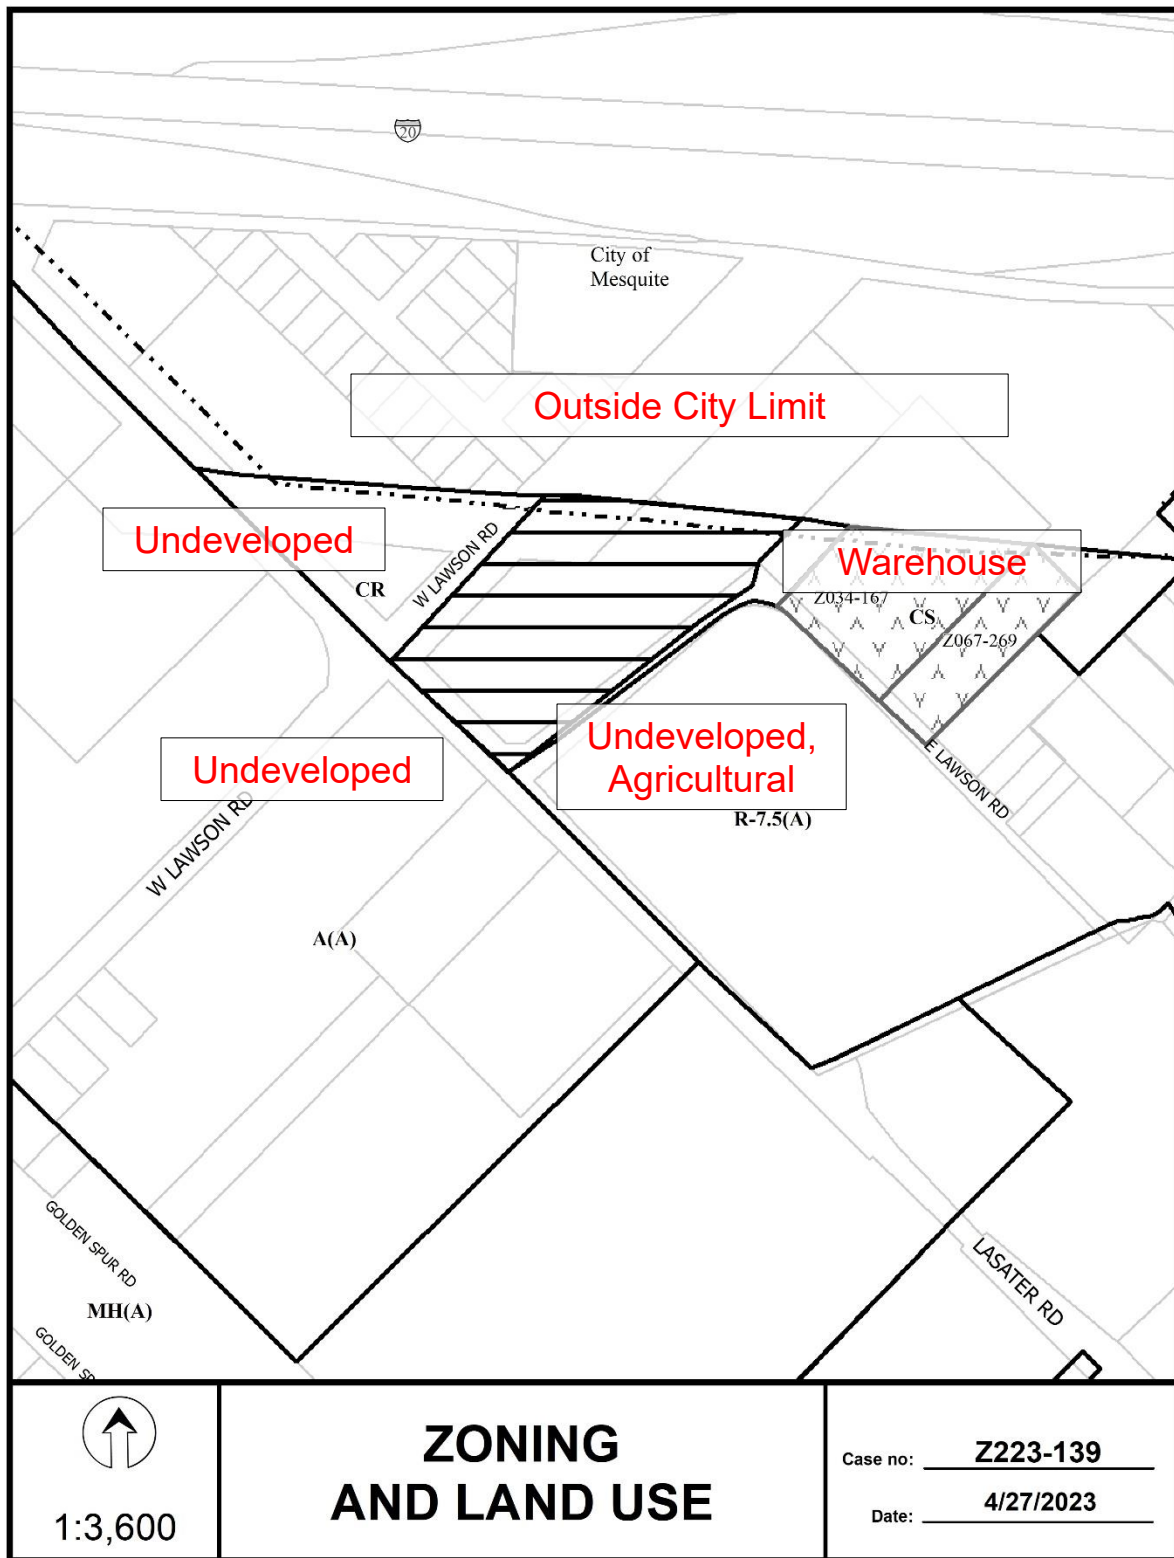 20
City of
Mesquite
Outside City Limit
Undeveloped
W LAWSON RD
CR
Warehouse
Z034-167
CS
Z067-269
Undeveloped
Undeveloped,
Agricultural
R-7.5(A)
E LAWSON RD
W LAWSON RD
A(A)
GOLDEN SPUR RD
MH(A)
GOLDEN SP
LASATER RD
1:3,600
ZONING
AND LAND USE
Case no: Z223-139
Date: 4/27/2023